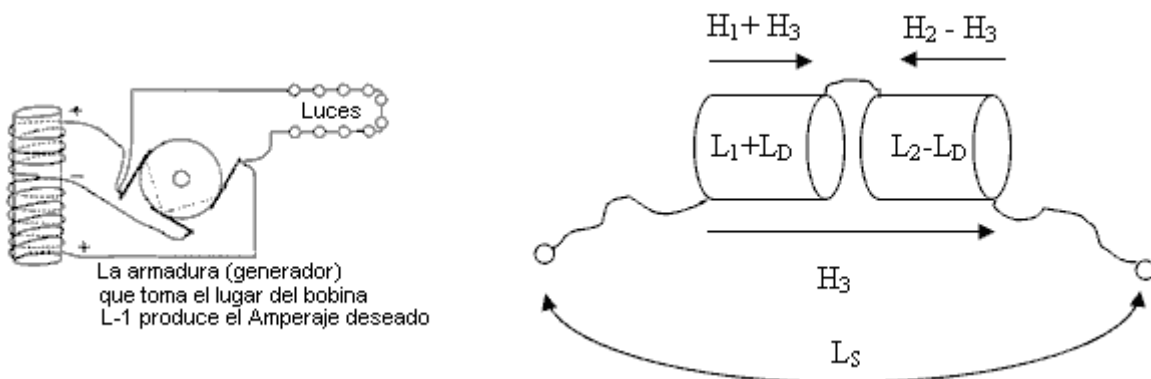 +
Luces
−
+
La armadura (generador)
que toma el lugar del bobina
L-1 produce el Amperaje deseado
H₁+ H₃
H₂ - H₃
L₁+L_D
L₂-L_D
H₃
L_S